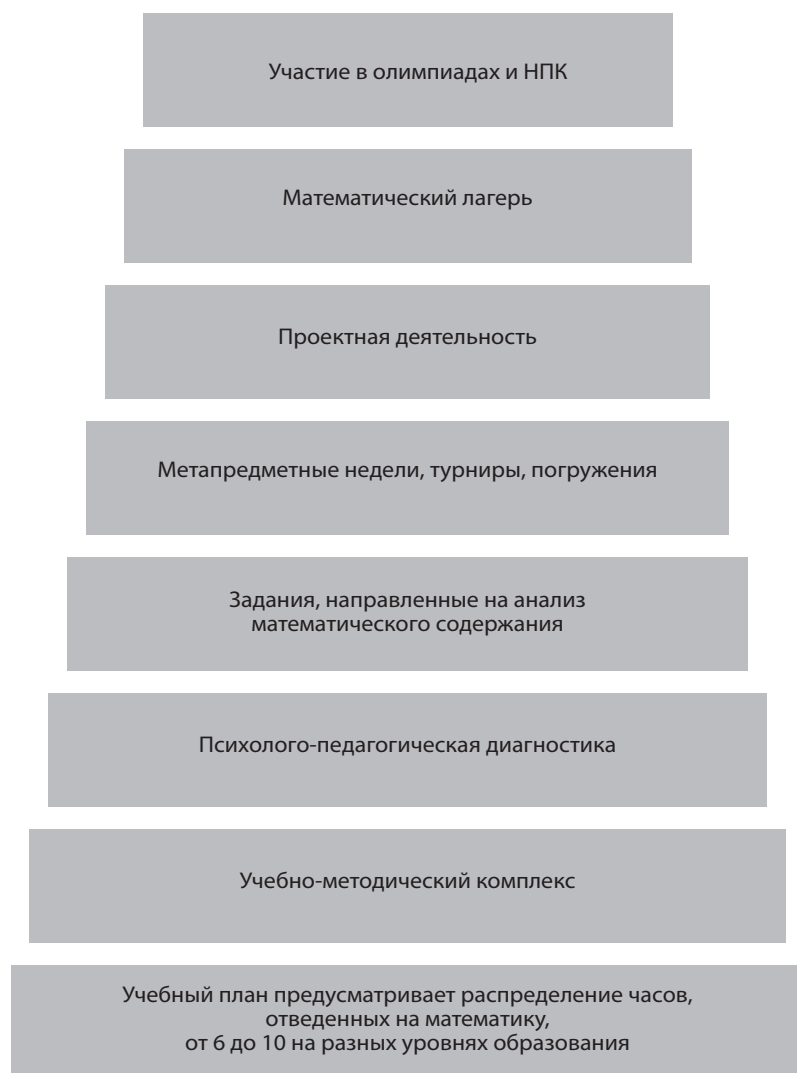 Участие в олимпиадах и НПК
Математический лагерь
Проектная деятельность
Метапредметные недели, турниры, погружения
Задания, направленные на анализ
математического содержания
Психолого-педагогическая диагностика
Учебно-методический комплекс
Учебный план предусматривает распределение часов,
отведенных на математику,
от 6 до 10 на разных уровнях образования